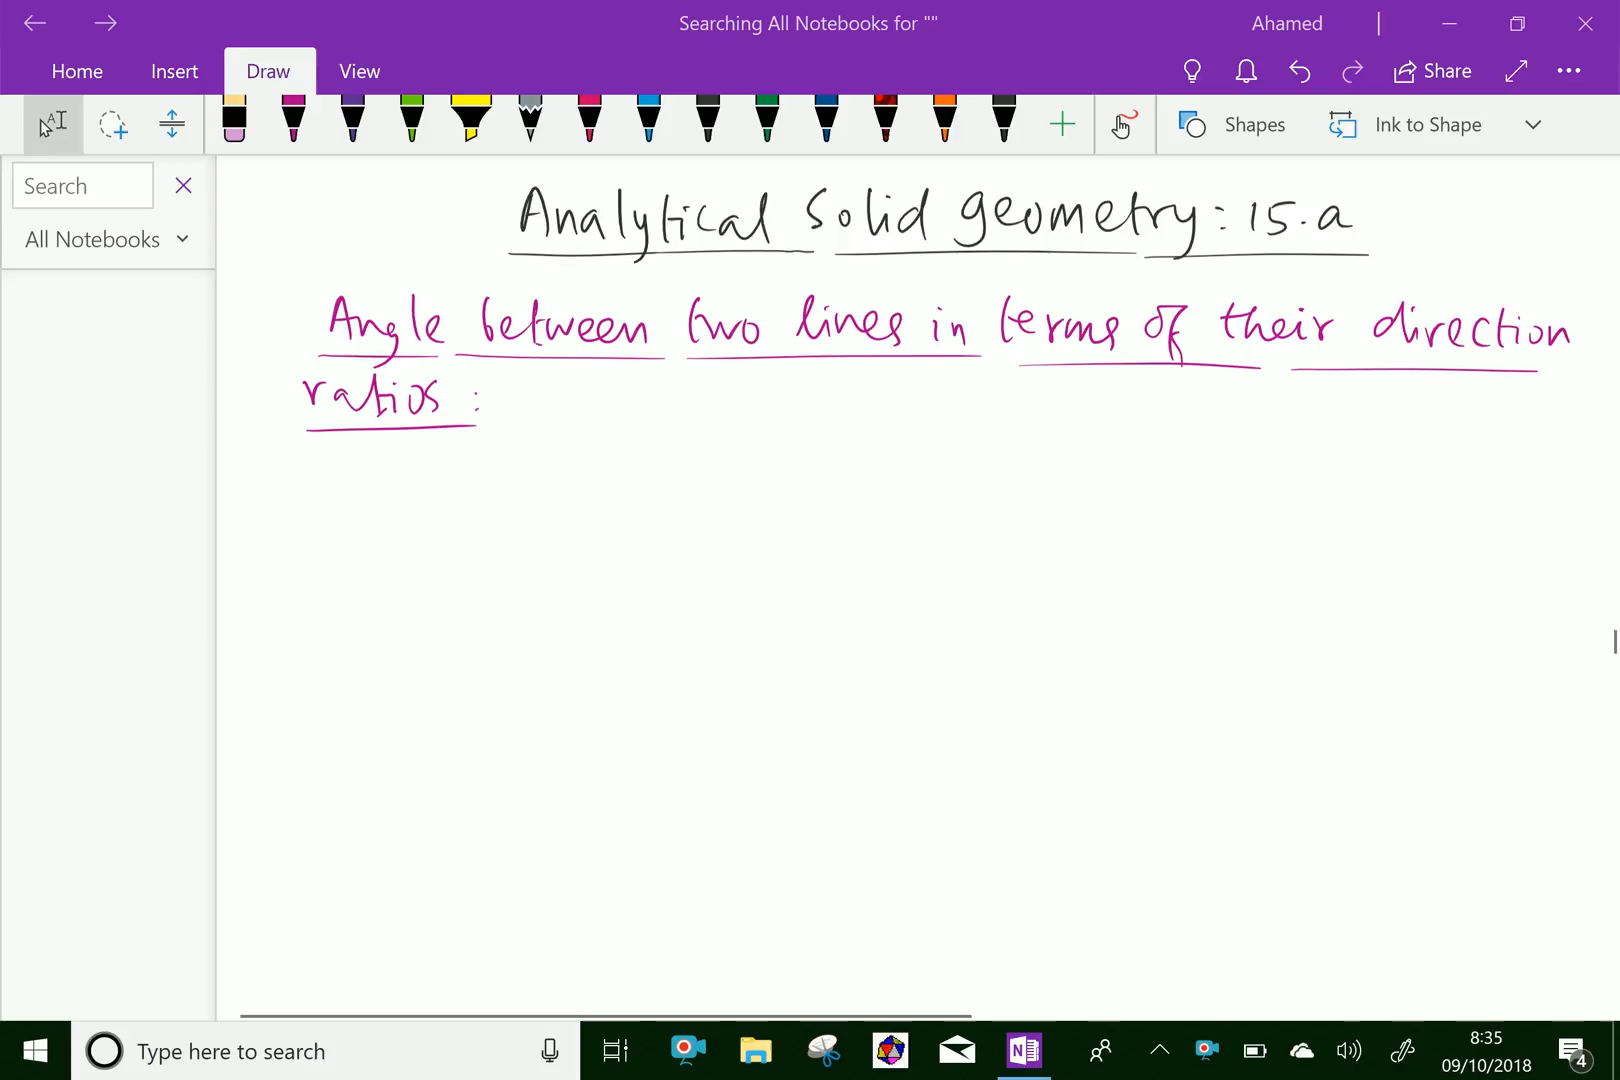 Searching All Notebooks for ""
Ahamed
Home Insert Draw View
Share
Shapes
Ink to Shape
Search
All Notebooks
Analytical Solid geometry: 15.a
Angle between two lines in terms of their direction
ratios:
Type here to search
8:35
09/10/2018
4